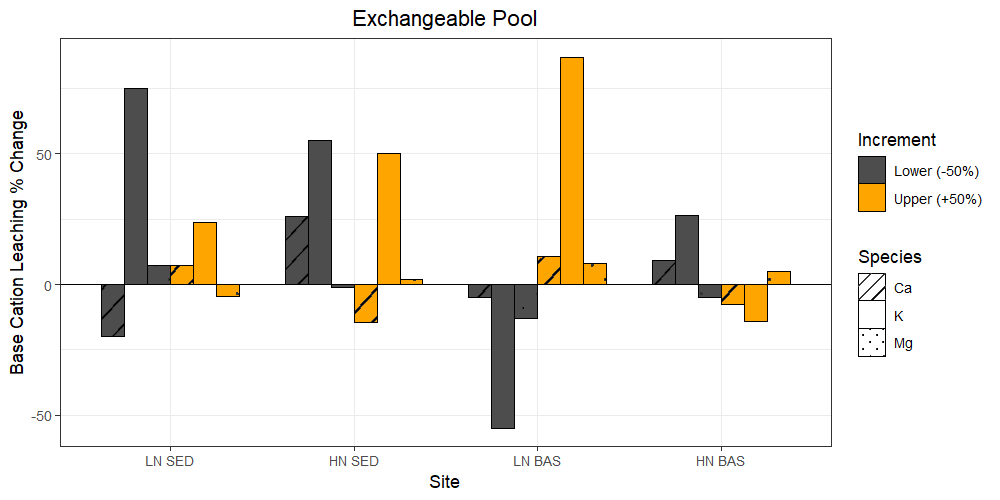 Exchangeable Pool
Base Cation Leaching % Change
50
0
-50
LN SED
HN SED
LN BAS
HN BAS
Site
Increment
Lower (-50%)
Upper (+50%)
Species
Ca
K
Mg